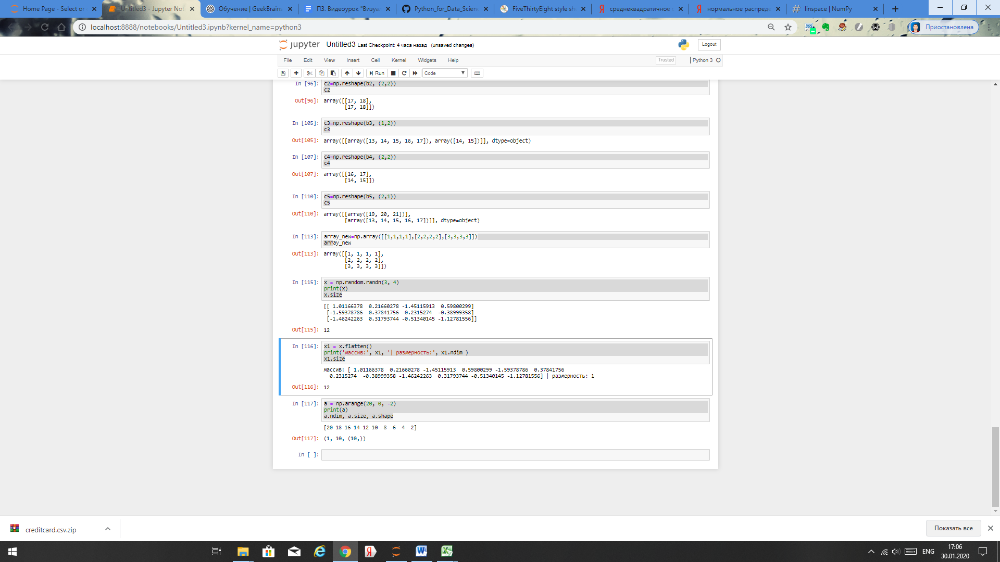 Home Page - Select or
Untitled3 - Jupyter Not
Обучение | GeekBrains
ПЗ. Видеоурок "Визуа
Python_for_Data_Scienc
FiveThirtyEight style sh
среднеквадратичное
нормальное распреде
linspace | NumPy
localhost:8888/notebooks/Untitled3.ipynb?kernel_name=python3
Приостановлена
jupyter Untitled3 Last Checkpoint: 4 часа назад (unsaved changes)
Logout
File Edit View Insert Cell Kernel Widgets Help
Trusted
Python 3
Run
Code
In [96]: c2=np.reshape(b2, (2,2))
c2
Out[96]: array([[17, 18],
[17, 18]])
In [105]: c3=np.reshape(b3, (1,2))
c3
Out[105]: array([[array([13, 14, 15, 16, 17]), array([14, 15])]], dtype=object)
In [107]: c4=np.reshape(b4, (2,2))
c4
Out[107]: array([[16, 17],
[14, 15]])
In [110]: c5=np.reshape(b5, (2,1))
c5
Out[110]: array([[array([19, 20, 21])],
[array([13, 14, 15, 16, 17])]], dtype=object)
In [113]: array_new=np.array([[1,1,1,1],[2,2,2,2],[3,3,3,3]])
array_new
Out[113]: array([[1, 1, 1, 1],
[2, 2, 2, 2],
[3, 3, 3, 3]])
In [115]: x = np.random.randn(3, 4)
print(x)
x.size
[[ 1.01166378 0.21660278 -1.45115913 0.59800299]
[-1.59378786 0.37841756 0.2315274 -0.38999358]
[-1.46242263 0.31793744 -0.51340145 -1.12781556]]
Out[115]: 12
In [116]: x1 = x.flatten()
print('массив:', x1, '| размерность:', x1.ndim )
x1.size
массив: [ 1.01166378 0.21660278 -1.45115913 0.59800299 -1.59378786 0.37841756
0.2315274 -0.38999358 -1.46242263 0.31793744 -0.51340145 -1.12781556] | размерность: 1
Out[116]: 12
In [117]: a = np.arange(20, 0, -2)
print(a)
a.ndim, a.size, a.shape
[20 18 16 14 12 10 8 6 4 2]
Out[117]: (1, 10, (10,))
In [ ]:
creditcard.csv.zip
Показать все
ENG
17:06
30.01.2020